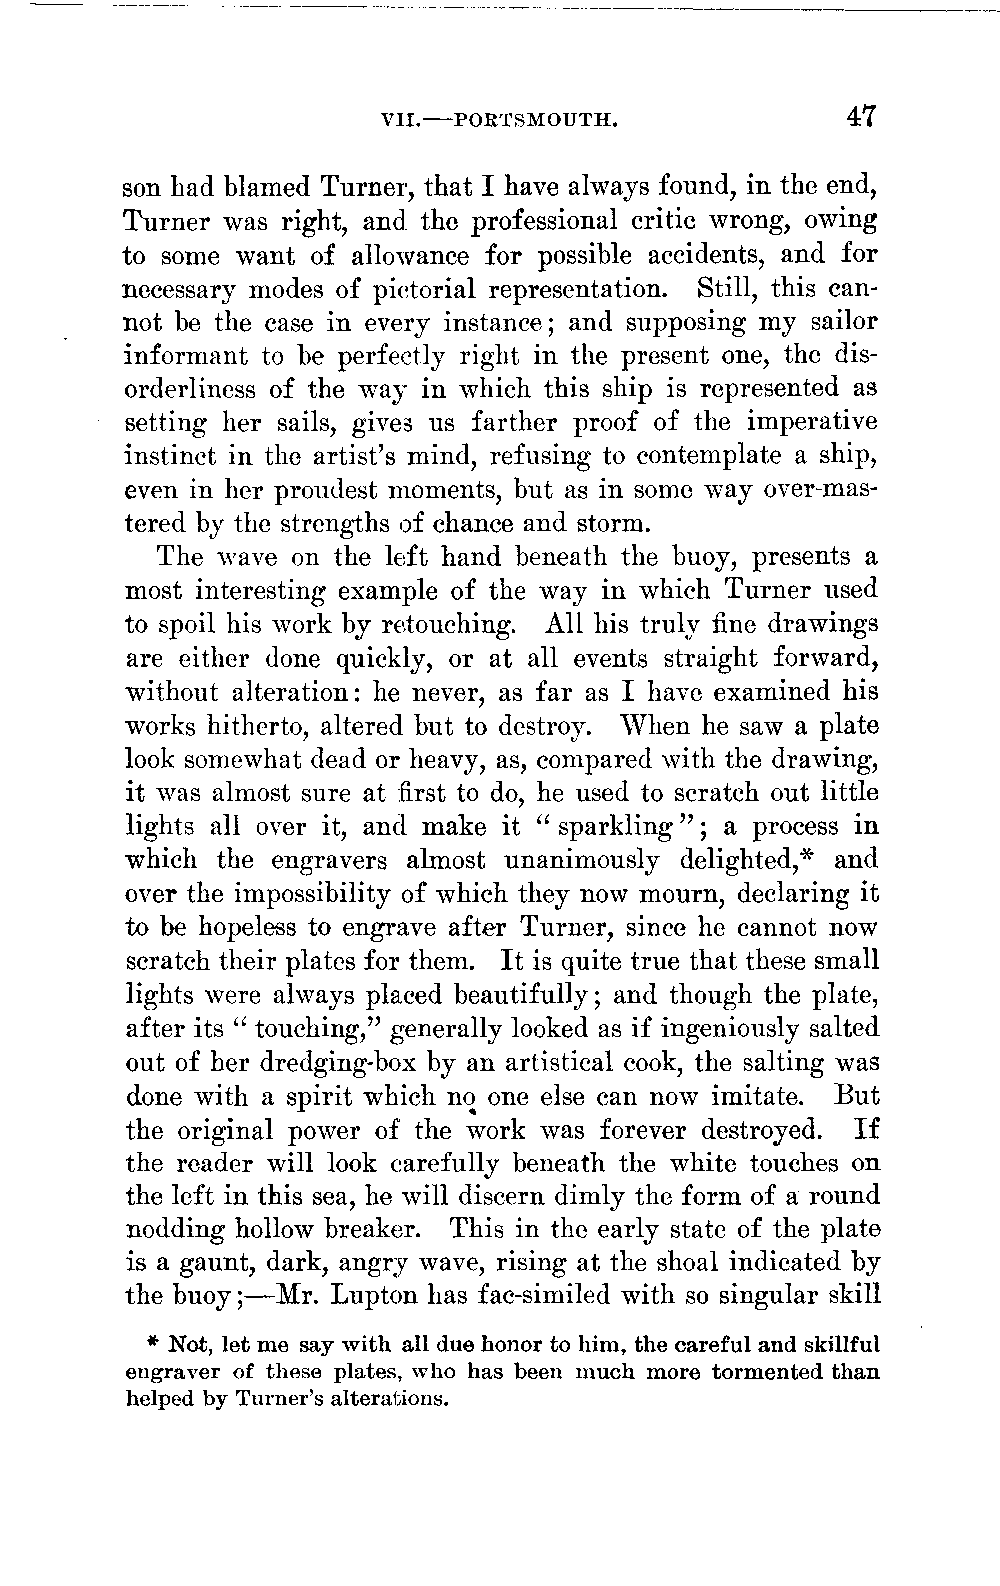 VII.—PORTSMOUTH. 47
son had blamed Turner, that I have always found, in the end,
Turner was right, and the professional critic wrong, owing
to some want of allowance for possible accidents, and for
necessary modes of pictorial representation. Still, this can-
not be the case in every instance; and supposing my sailor
informant to be perfectly right in the present one, the dis-
orderliness of the way in which this ship is represented as
setting her sails, gives us farther proof of the imperative
instinct in the artist's mind, refusing to contemplate a ship,
even in her proudest moments, but as in some way over-mas-
tered by the strengths of chance and storm.
The wave on the left hand beneath the buoy, presents a
most interesting example of the way in which Turner used
to spoil his work by retouching. All his truly fine drawings
are either done quickly, or at all events straight forward,
without alteration: he never, as far as I have examined his
works hitherto, altered but to destroy. When he saw a plate
look somewhat dead or heavy, as, compared with the drawing,
it was almost sure at first to do, he used to scratch out little
lights all over it, and make it “sparkling”; a process in
which the engravers almost unanimously delighted,* and
over the impossibility of which they now mourn, declaring it
to be hopeless to engrave after Turner, since he cannot now
scratch their plates for them. It is quite true that these small
lights were always placed beautifully; and though the plate,
after its “touching,” generally looked as if ingeniously salted
out of her dredging-box by an artistical cook, the salting was
done with a spirit which no one else can now imitate. But
the original power of the work was forever destroyed. If
the reader will look carefully beneath the white touches on
the left in this sea, he will discern dimly the form of a round
nodding hollow breaker. This in the early state of the plate
is a gaunt, dark, angry wave, rising at the shoal indicated by
the buoy;—Mr. Lupton has fac-similed with so singular skill
* Not, let me say with all due honor to him, the careful and skillful
engraver of these plates, who has been much more tormented than
helped by Turner's alterations.